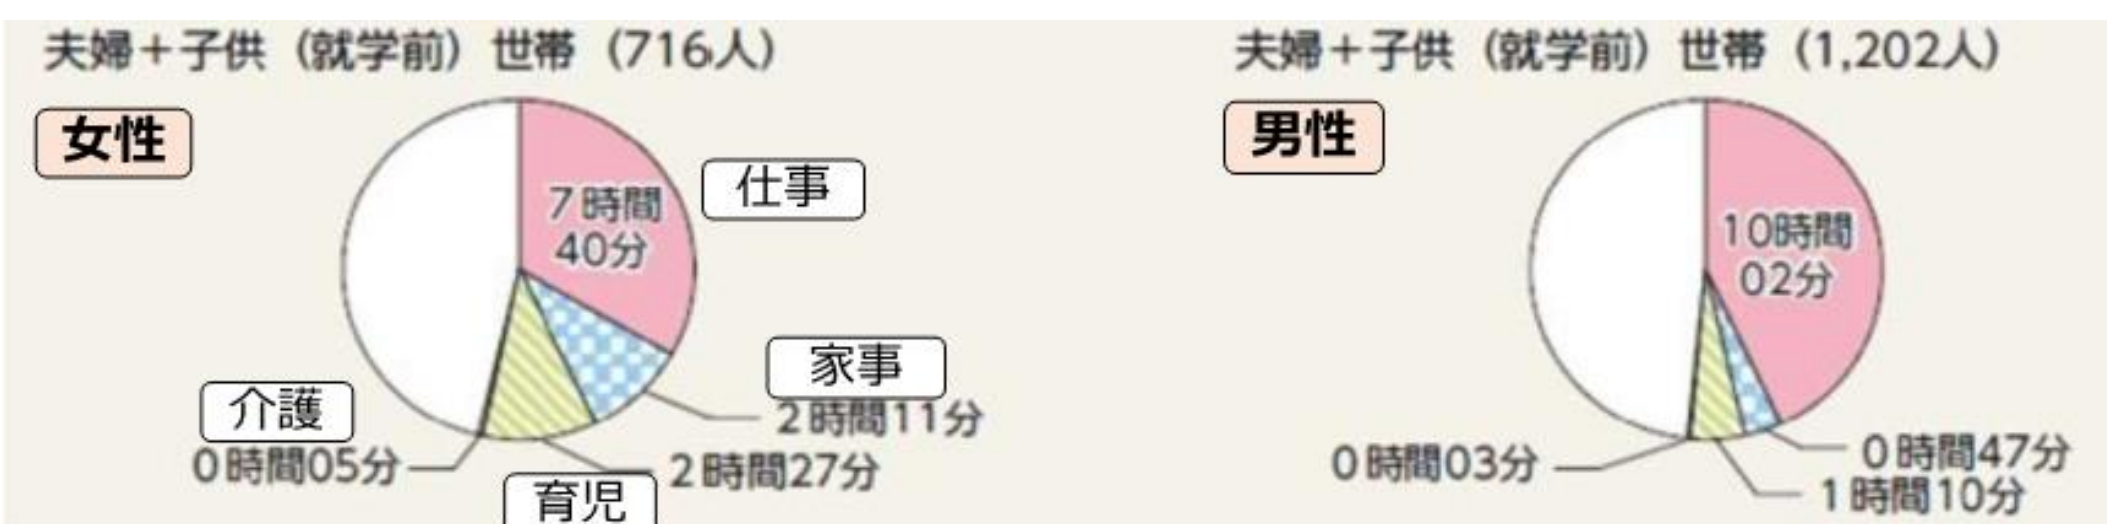 夫婦＋子供（就学前）世帯（716人）
女性
7時間
40分
仕事
家事
2時間11分
介護
0時間05分
2時間27分
育児
夫婦＋子供（就学前）世帯（1,202人）
男性
10時間
02分
0時間03分
0時間47分
1時間10分